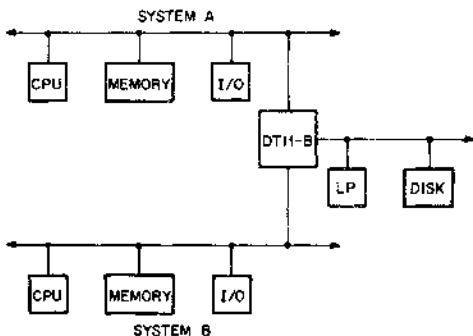 SYSTEM A
CPU
MEMORY
I/O
DT11-B
LP
DISK
CPU
MEMORY
I/O
SYSTEM B